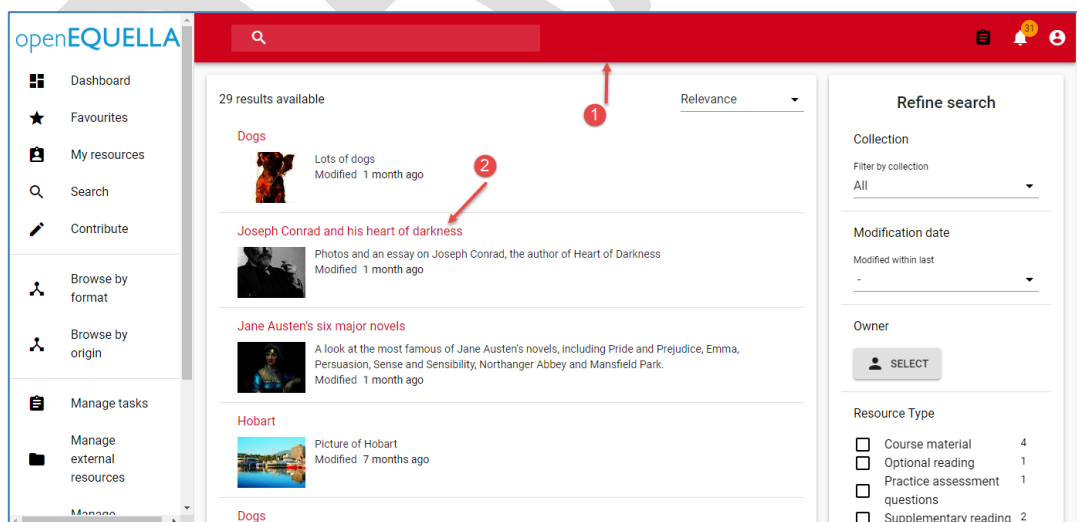 openEQUELLA
31
Dashboard
Favourites
My resources
Search
Contribute
Browse by
format
Browse by
origin
Manage tasks
Manage
external
resources
Manage
29 results available
Relevance
1
Dogs
Lots of dogs
Modified 1 month ago
2
Joseph Conrad and his heart of darkness
Photos and an essay on Joseph Conrad, the author of Heart of Darkness
Modified 1 month ago
Jane Austen's six major novels
A look at the most famous of Jane Austen's novels, including Pride and Prejudice, Emma,
Persuasion, Sense and Sensibility, Northanger Abbey and Mansfield Park.
Modified 1 month ago
Hobart
Picture of Hobart
Modified 7 months ago
Dogs
Refine search
Collection
Filter by collection
All
Modification date
Modified within last
-
Owner
SELECT
Resource Type
Course material 4
Optional reading 1
Practice assessment 1
questions
Supplementary reading 2